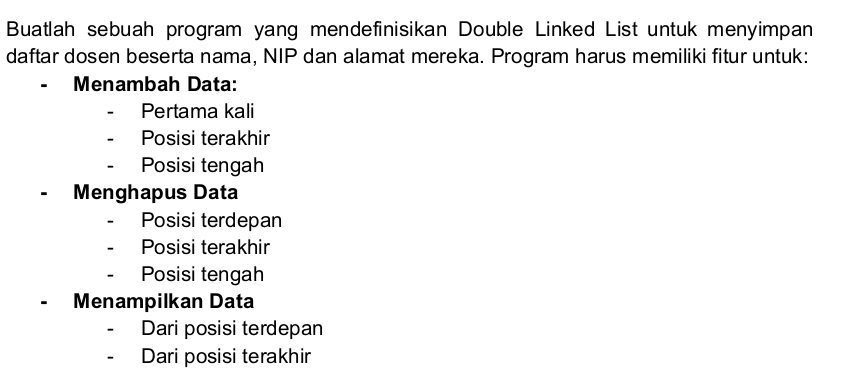 Buatlah sebuah program yang mendefinisikan Double Linked List untuk menyimpan
daftar dosen beserta nama, NIP dan alamat mereka. Program harus memiliki fitur untuk:
- Menambah Data:
- Pertama kali
- Posisi terakhir
- Posisi tengah
- Menghapus Data
- Posisi terdepan
- Posisi terakhir
- Posisi tengah
- Menampilkan Data
- Dari posisi terdepan
- Dari posisi terakhir